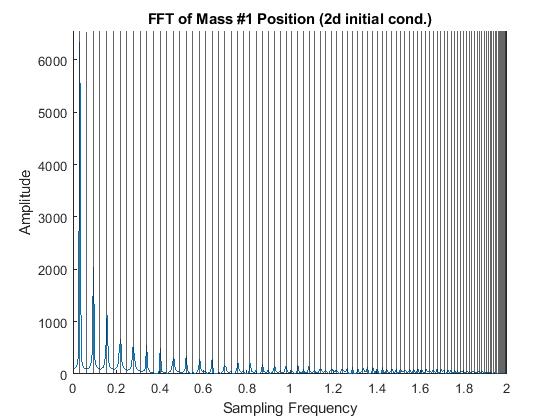 FFT of Mass #1 Position (2d initial cond.)
6000
5000
4000
3000
2000
1000
0
Amplitude
0 0.2 0.4 0.6 0.8 1 1.2 1.4 1.6 1.8 2
Sampling Frequency